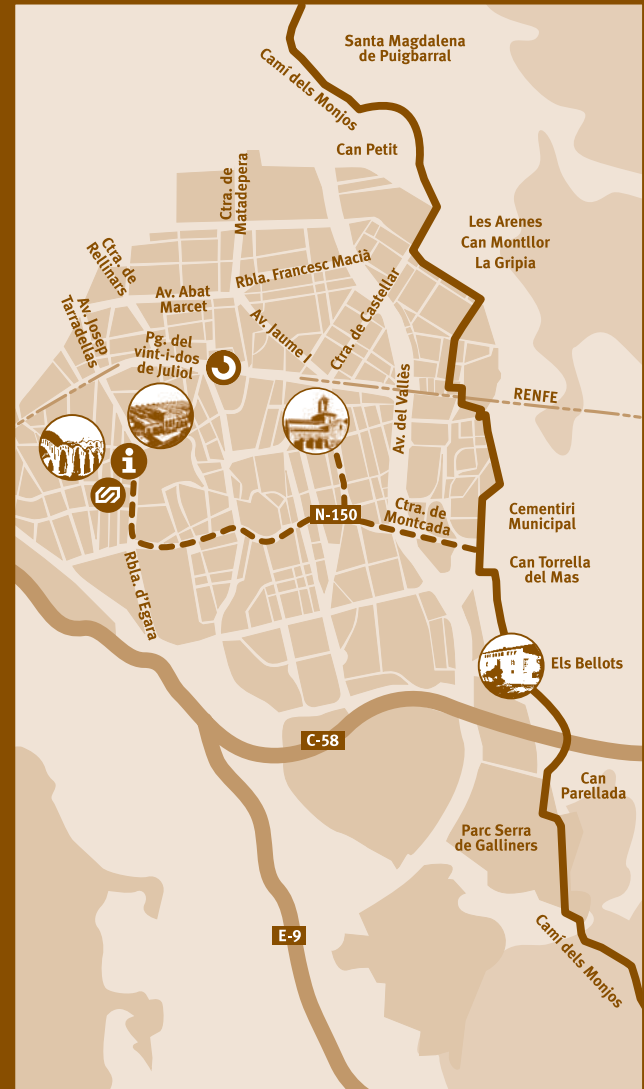 Santa Magdalena
de Puigbarral
Camí dels Monjos
Can Petit
Ctra. de
Matadepera
Les Arenes
Can Montllor
La Gripia
Ctra. de
Rellinars
Rbla. Francesc Macià
Av. Abat
Marcet
Av. Josep
Tarradellas
Av. Jaume I
Ctra. de Castellar
Pg. del
vint-i-dos
de Juliol
Av. del Vallès
RENFE
i
N-150
Ctra. de
Montcada
Cementiri
Municipal
Rbla. d'Egara
Can Torrella
del Mas
Els Bellots
C-58
Can
Parellada
Parc Serra
de Galliners
E-9
Camí dels Monjos